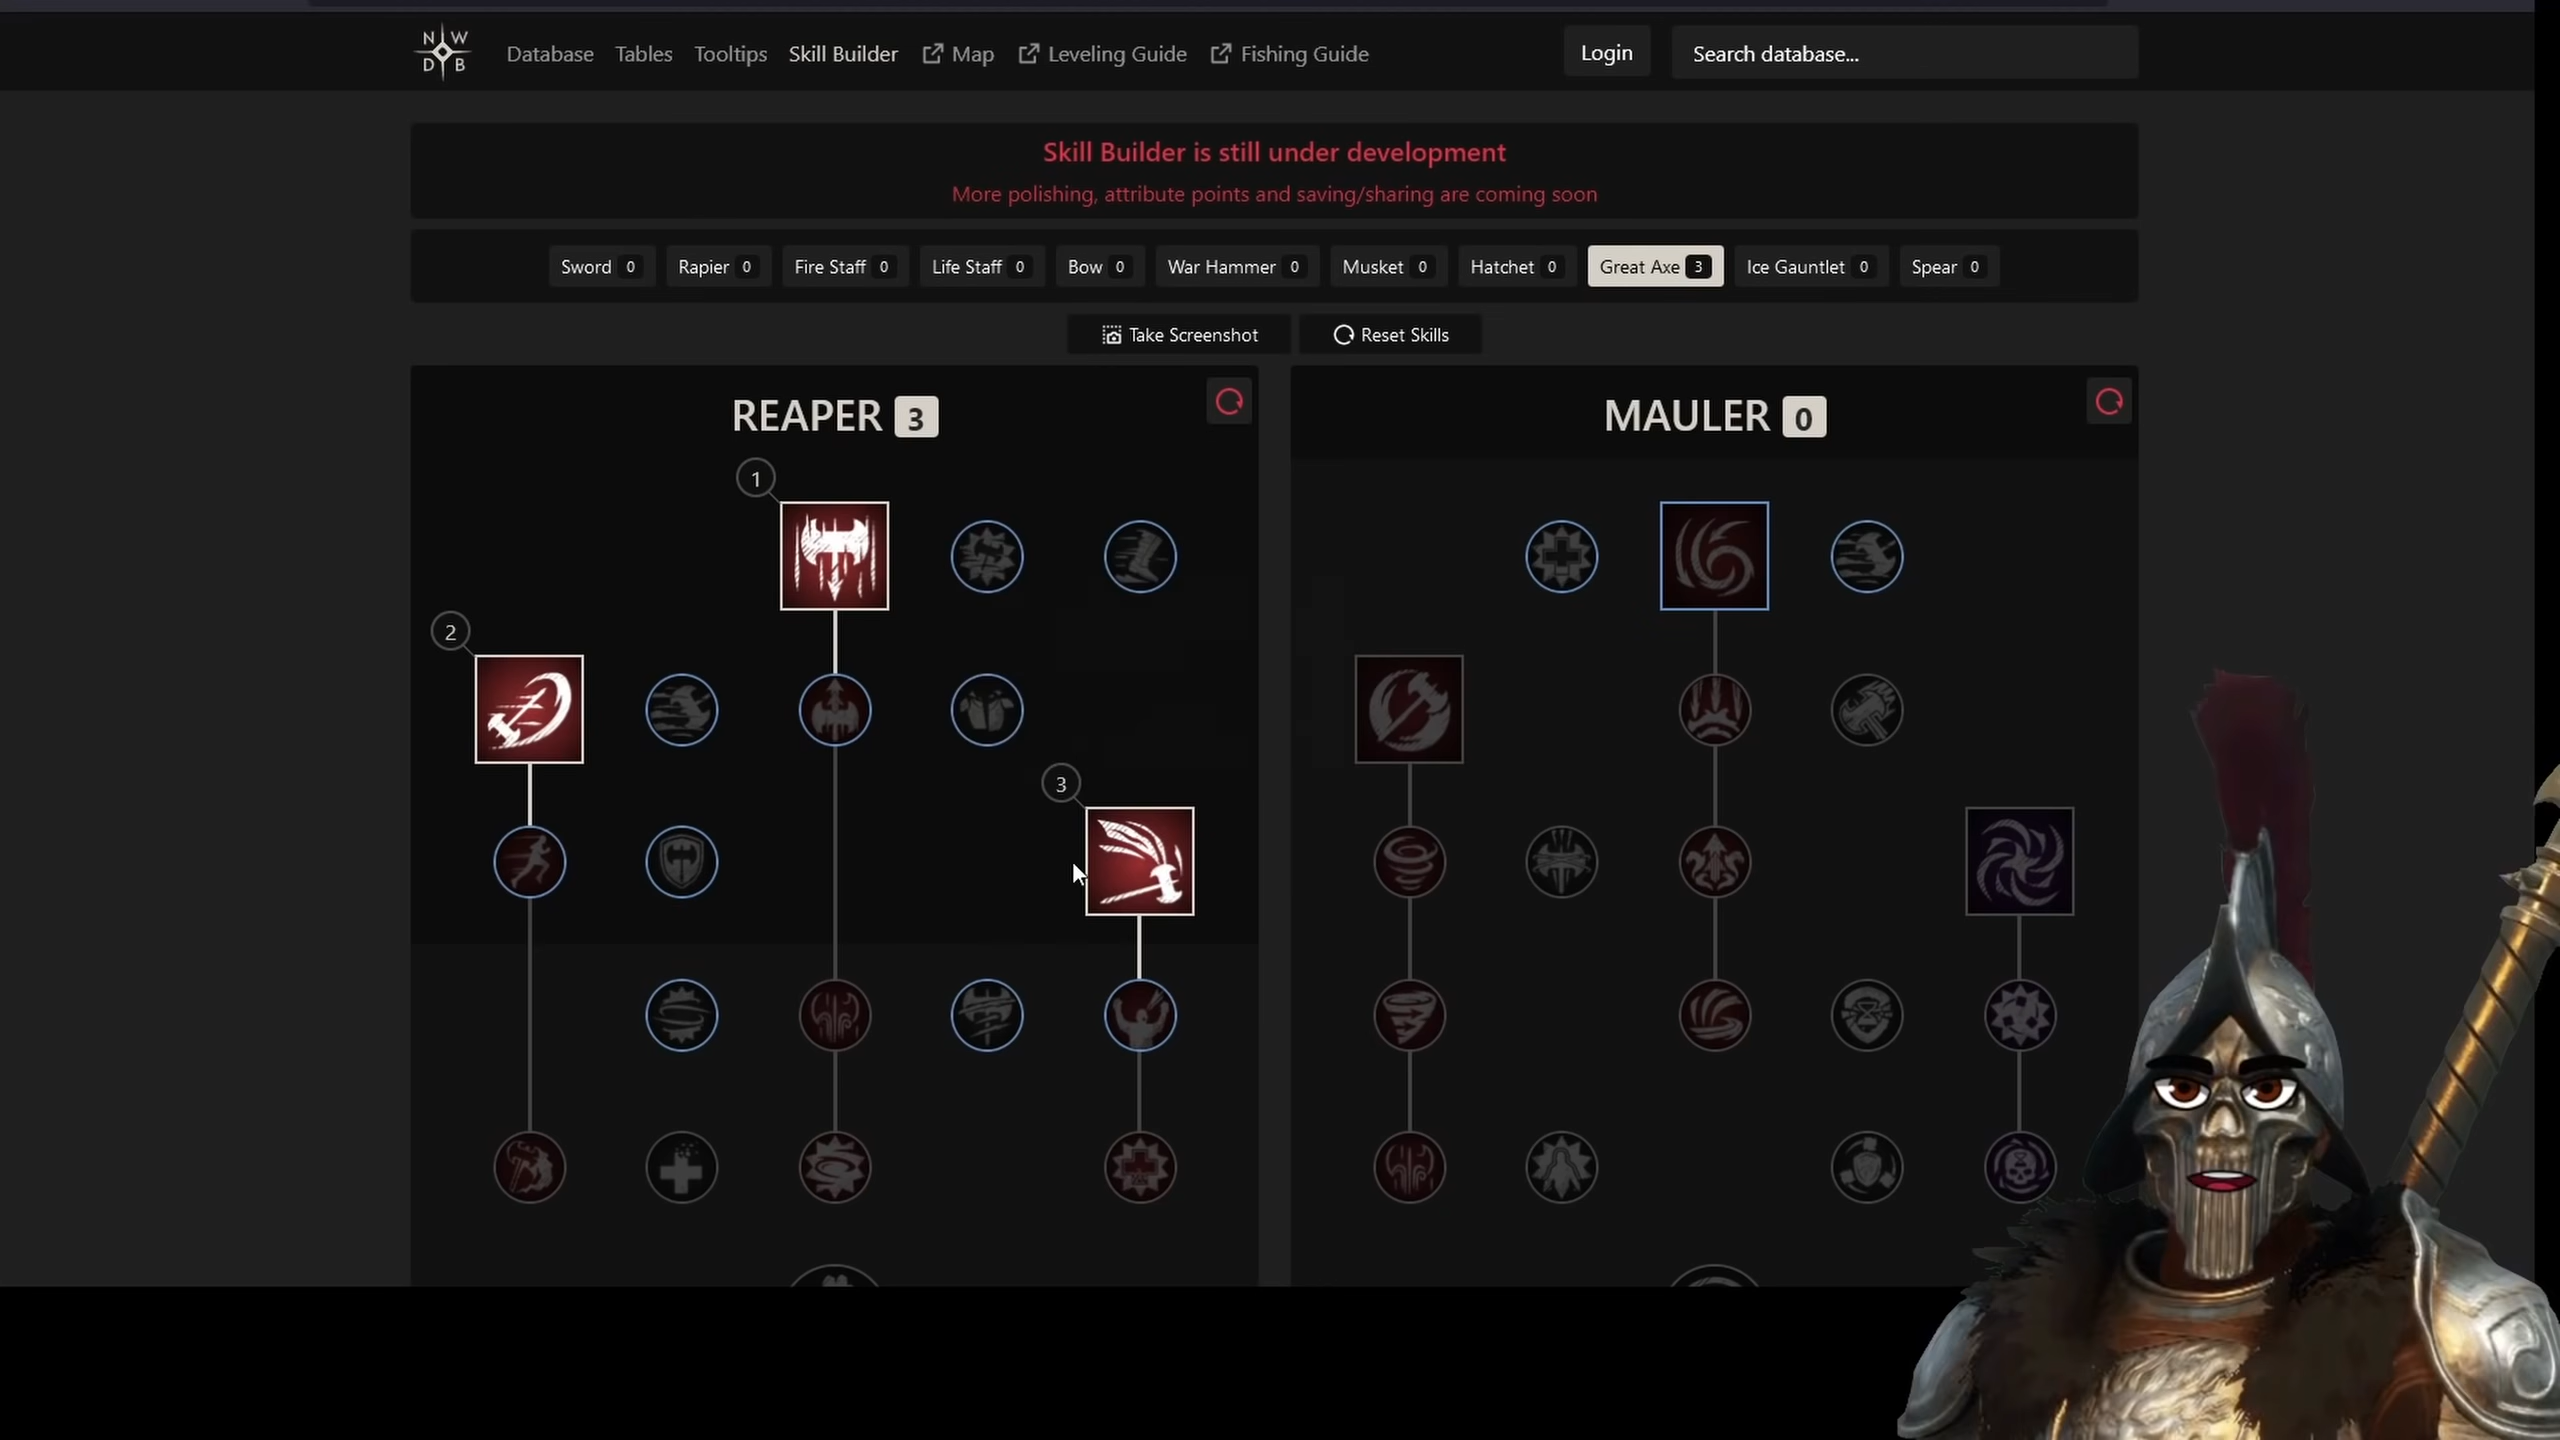 N W
D B
Database Tables Tooltips Skill Builder Map Leveling Guide Fishing Guide Login Search database...
Skill Builder is still under development
More polishing, attribute points and saving/sharing are coming soon
Sword 0 Rapier 0 Fire Staff 0 Life Staff 0 Bow 0 War Hammer 0 Musket 0 Hatchet 0 Great Axe 3 Ice Gauntlet 0 Spear 0
Take Screenshot Reset Skills
REAPER 3
MAULER 0
1
2
3